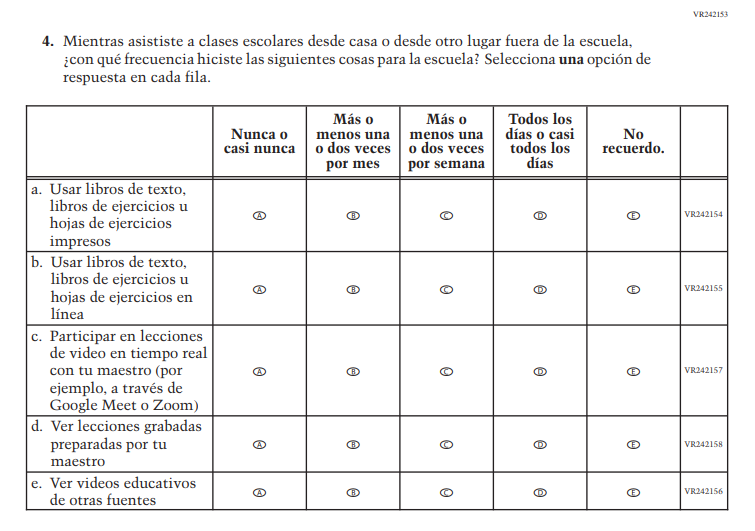 VR242153
4. Mientras asististe a clases escolares desde casa o desde otro lugar fuera de la escuela,
¿con qué frecuencia hiciste las siguientes cosas para la escuela? Selecciona una opción de
respuesta en cada fila.
Nunca o
casi nunca
Más o
menos una
o dos veces
por mes
Más o
menos una
o dos veces
por semana
Todos los
días o casi
todos los
días
No
recuerdo.
a. Usar libros de texto,
libros de ejercicios u
hojas de ejercicios
impresos
A B C D E VR242154
b. Usar libros de texto,
libros de ejercicios u
hojas de ejercicios en
línea
A B C D E VR242155
c. Participar en lecciones
de video en tiempo real
con tu maestro (por
ejemplo, a través de
Google Meet o Zoom)
A B C D E VR242157
d. Ver lecciones grabadas
preparadas por tu
maestro
A B C D E VR242158
e. Ver videos educativos
de otras fuentes
A B C D E VR242156